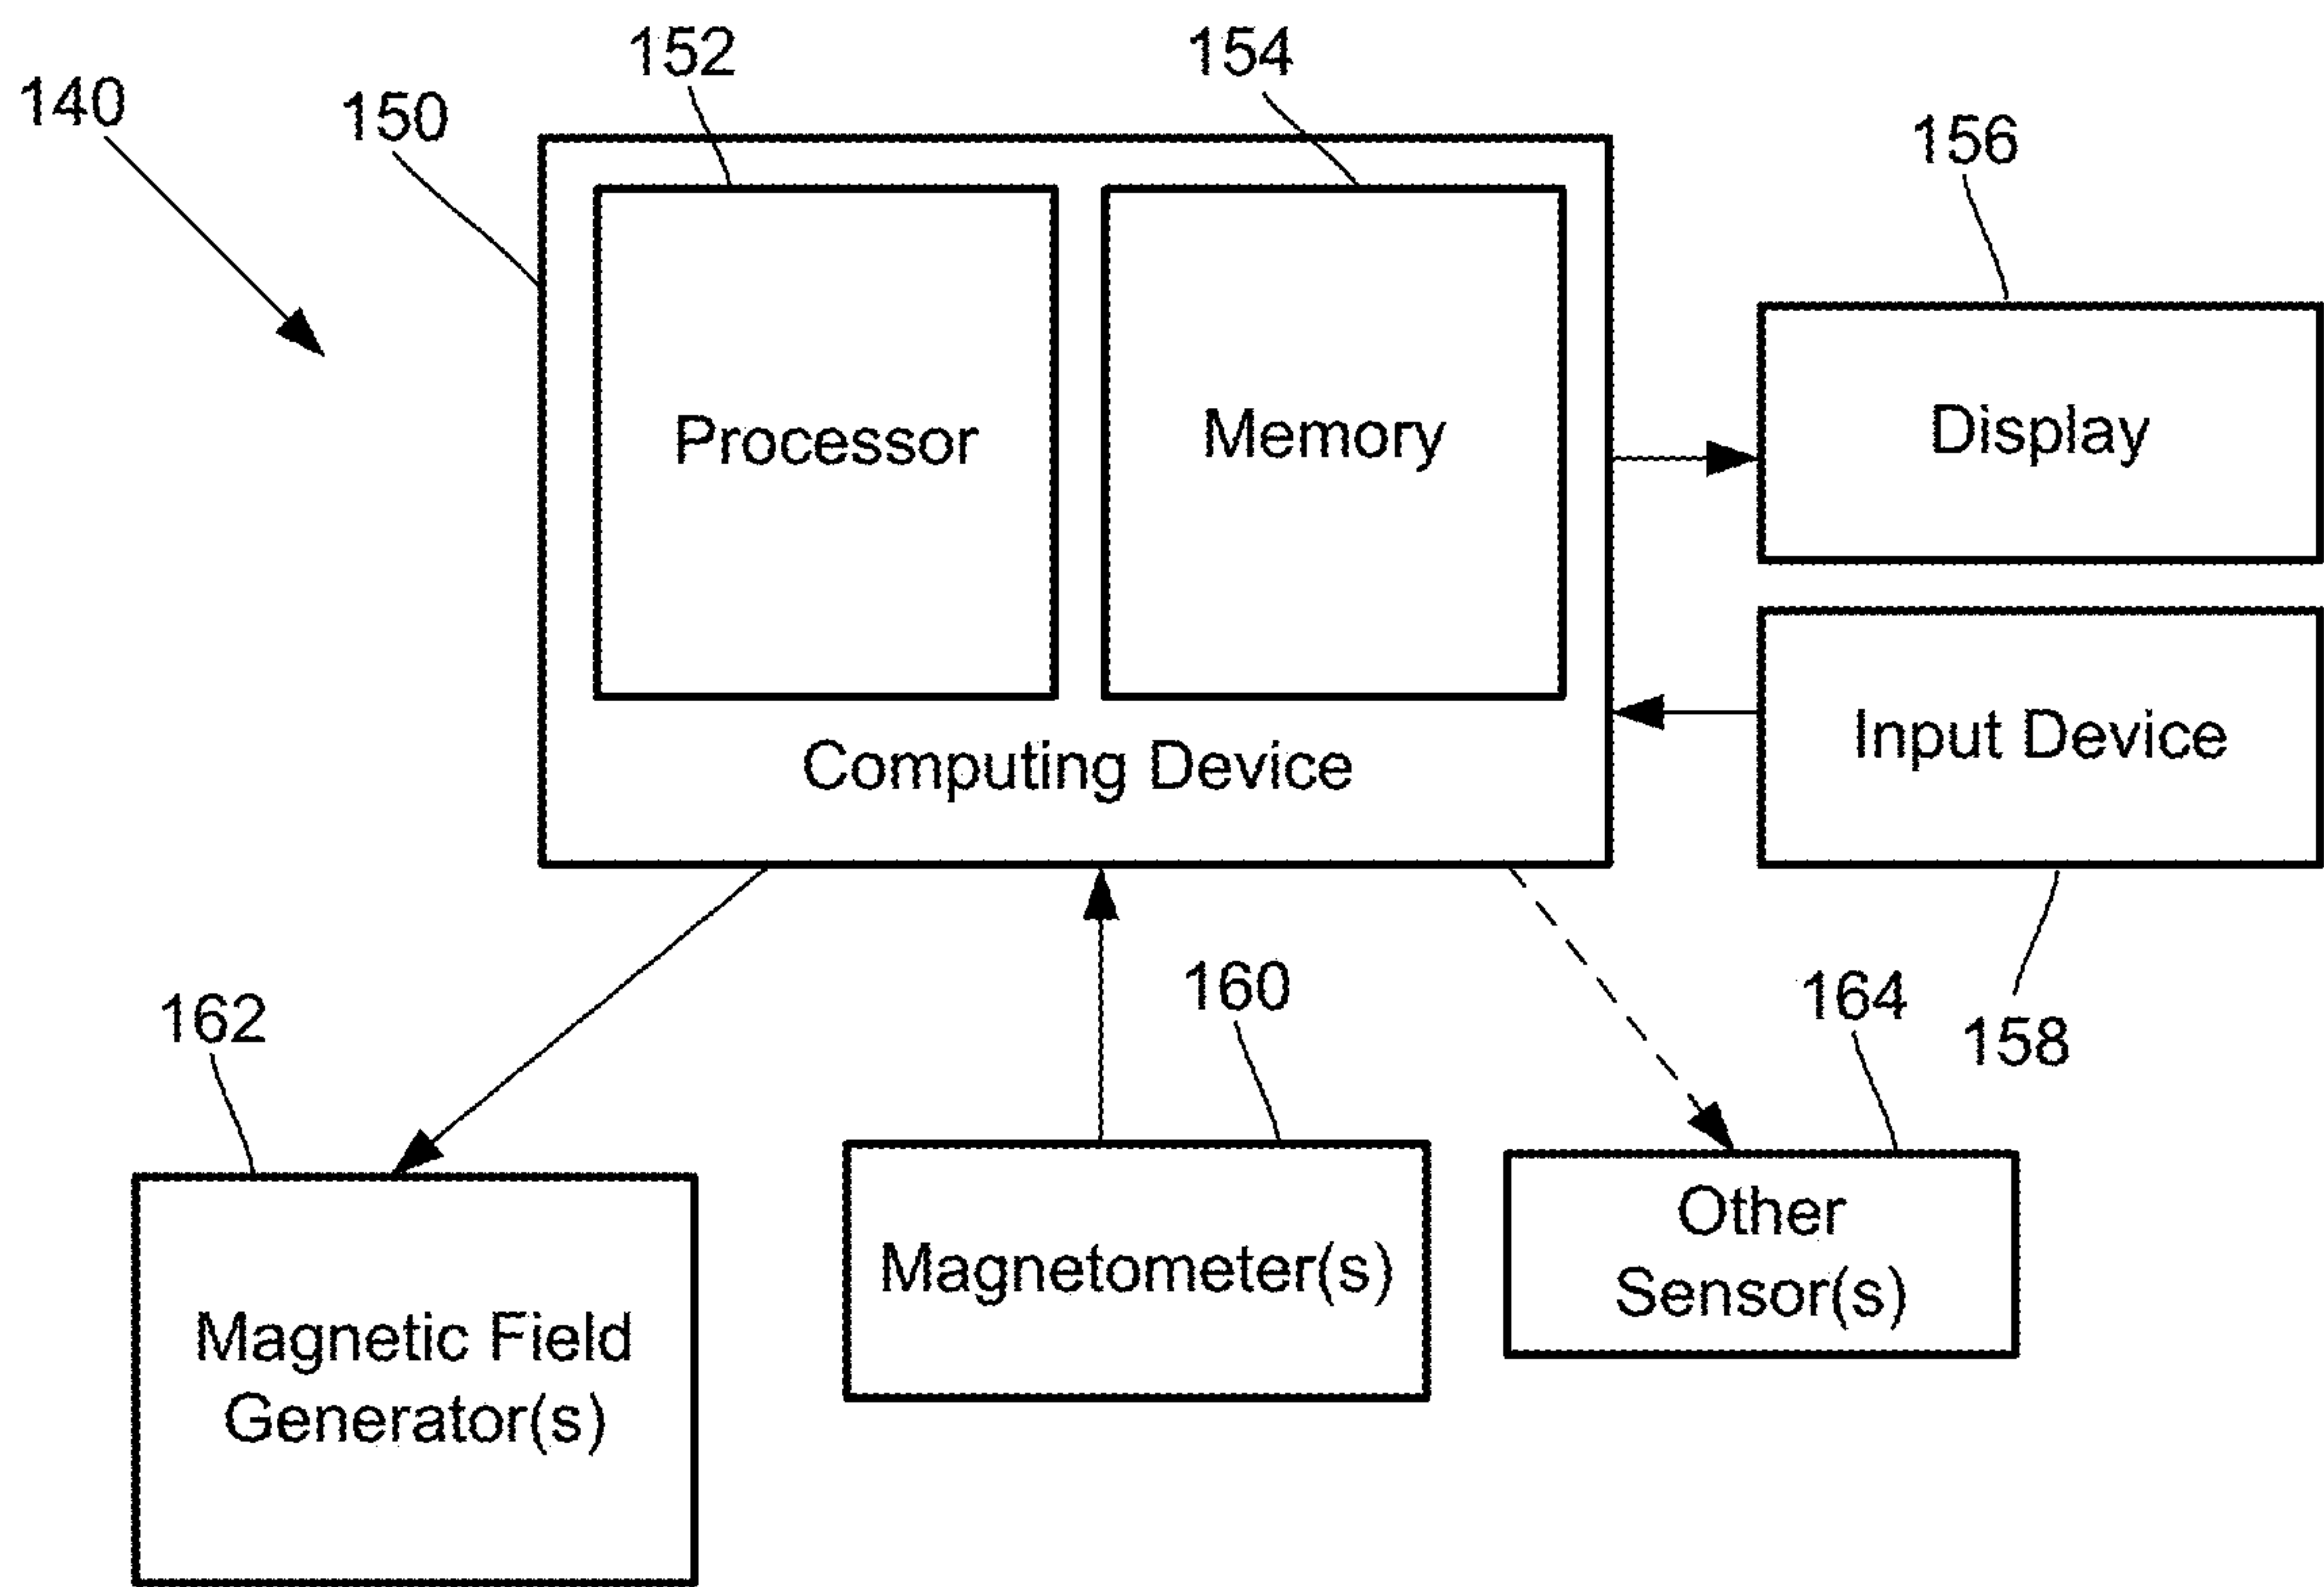 152
154
140
150
156
Processor
Memory
Display
Input Device
Computing Device
160
164
162
158
Other
Sensor(s)
Magnetometer(s)
Magnetic Field
Generator(s)